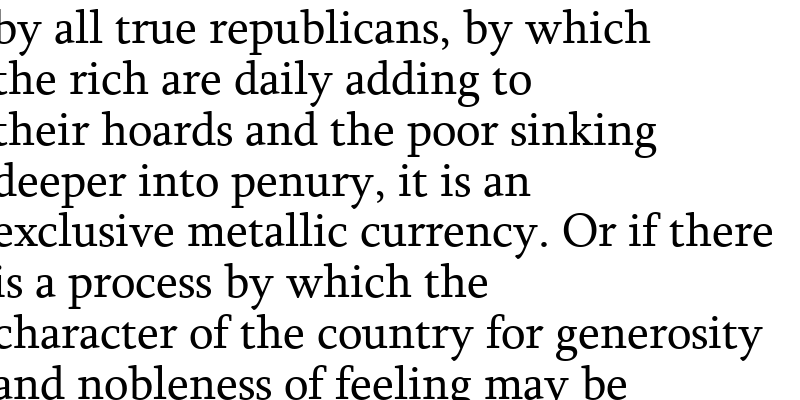 by all true republicans, by which
the rich are daily adding to
their hoards and the poor sinking
deeper into penury, it is an
exclusive metallic currency. Or if there
is a process by which the
character of the country for generosity
and nobleness of feeling may be